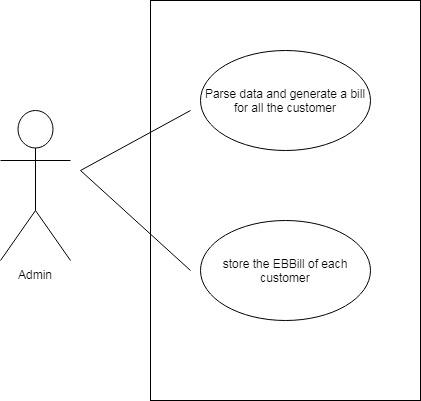 Parse data and generate a bill
for all the customer
store the EBBill of each
customer
Admin